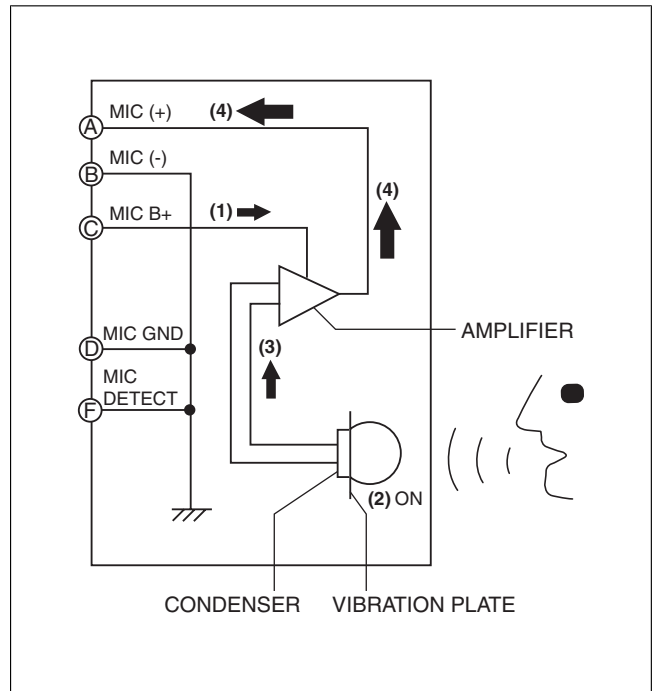 A MIC (+) (4)
B MIC (-)
(4)
C MIC B+ (1)
D MIC GND
(3)
AMPLIFIER
F MIC
DETECT
(2) ON
CONDENSER VIBRATION PLATE